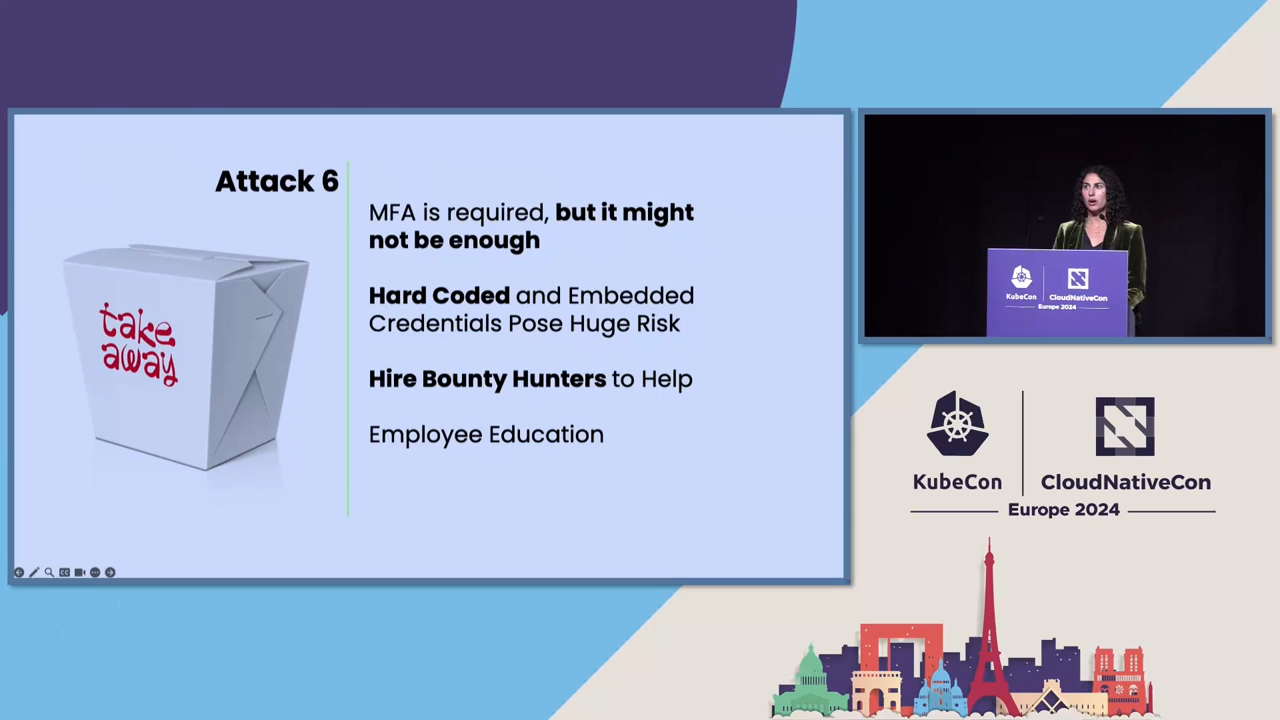 Attack 6
take
away
MFA is required, but it might
not be enough
Hard Coded and Embedded
Credentials Pose Huge Risk
Hire Bounty Hunters to Help
Employee Education
KubeCon
CloudNativeCon
Europe 2024
KubeCon
CloudNativeCon
Europe 2024